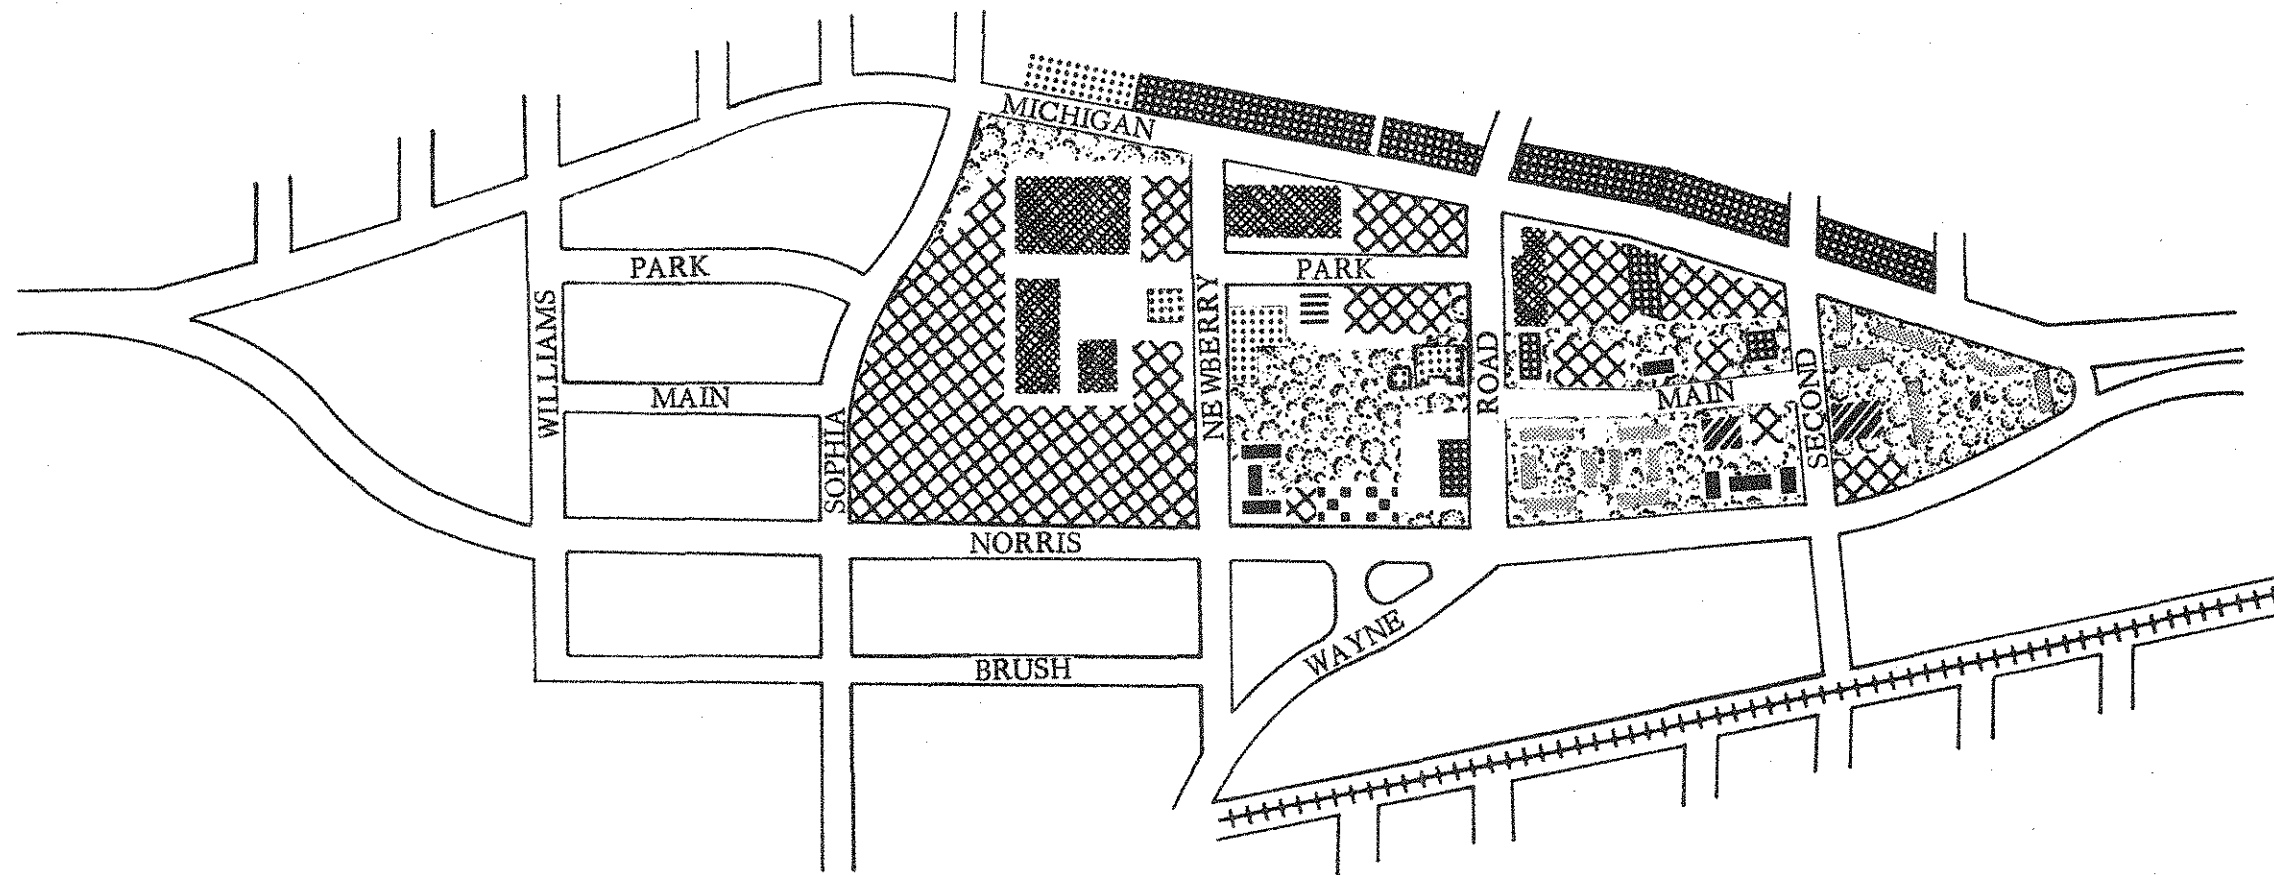 MICHIGAN
PARK
PARK
WILLIAMS
NEWBERRY
ROAD
SECOND
MAIN
MAIN
SOPHIA
NORRIS
WAYNE
BRUSH